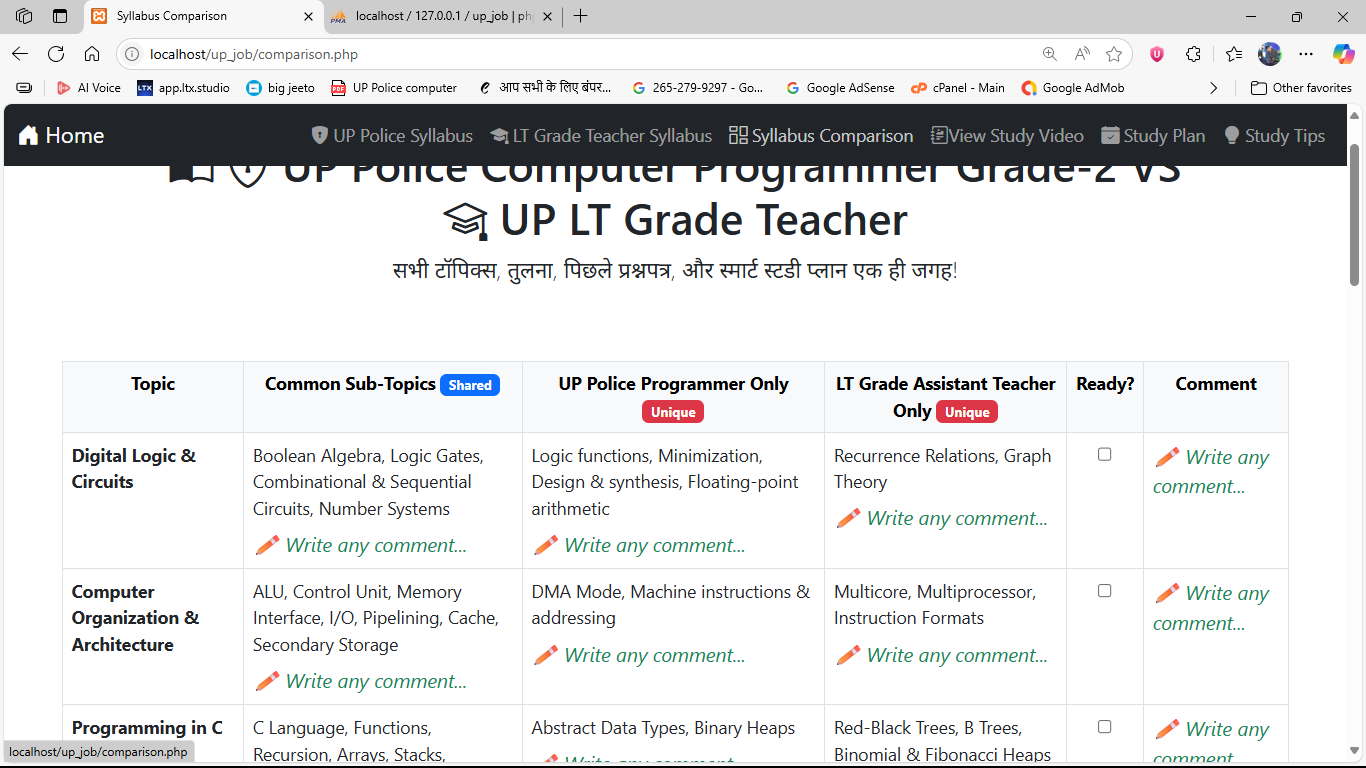 Syllabus Comparison
localhost / 127.0.0.1 / up_job | ph
localhost/up_job/comparison.php
AI Voice
app.ltx.studio
big jeeto
UP Police computer
आप सभी के लिए बंपर...
265-279-9297 - Go...
Google AdSense
cPanel - Main
Google AdMob
Other favorites
Home
UP Police Syllabus
LT Grade Teacher Syllabus
Syllabus Comparison
View Study Video
Study Plan
Study Tips
UP Police Computer Programmer Grade-2 VS
UP LT Grade Teacher
सभी टॉपिक्स, तुलना, पिछले प्रश्नपत्र, और स्मार्ट स्टडी प्लान एक ही जगह!
Topic
Common Sub-Topics Shared
UP Police Programmer Only
Unique
LT Grade Assistant Teacher
Only Unique
Ready?
Comment
Digital Logic &
Circuits
Boolean Algebra, Logic Gates,
Combinational & Sequential
Circuits, Number Systems
Write any comment...
Logic functions, Minimization,
Design & synthesis, Floating-point
arithmetic
Write any comment...
Recurrence Relations, Graph
Theory
Write any comment...
Write any
comment...
Computer
Organization &
Architecture
ALU, Control Unit, Memory
Interface, I/O, Pipelining, Cache,
Secondary Storage
Write any comment...
DMA Mode, Machine instructions &
addressing
Write any comment...
Multicore, Multiprocessor,
Instruction Formats
Write any comment...
Write any
comment...
Programming in C
C Language, Functions,
Recursion, Arrays, Stacks,
Abstract Data Types, Binary Heaps
Write any comment...
Red-Black Trees, B Trees,
Binomial & Fibonacci Heaps
Write any
comment...
localhost/up_job/comparison.php